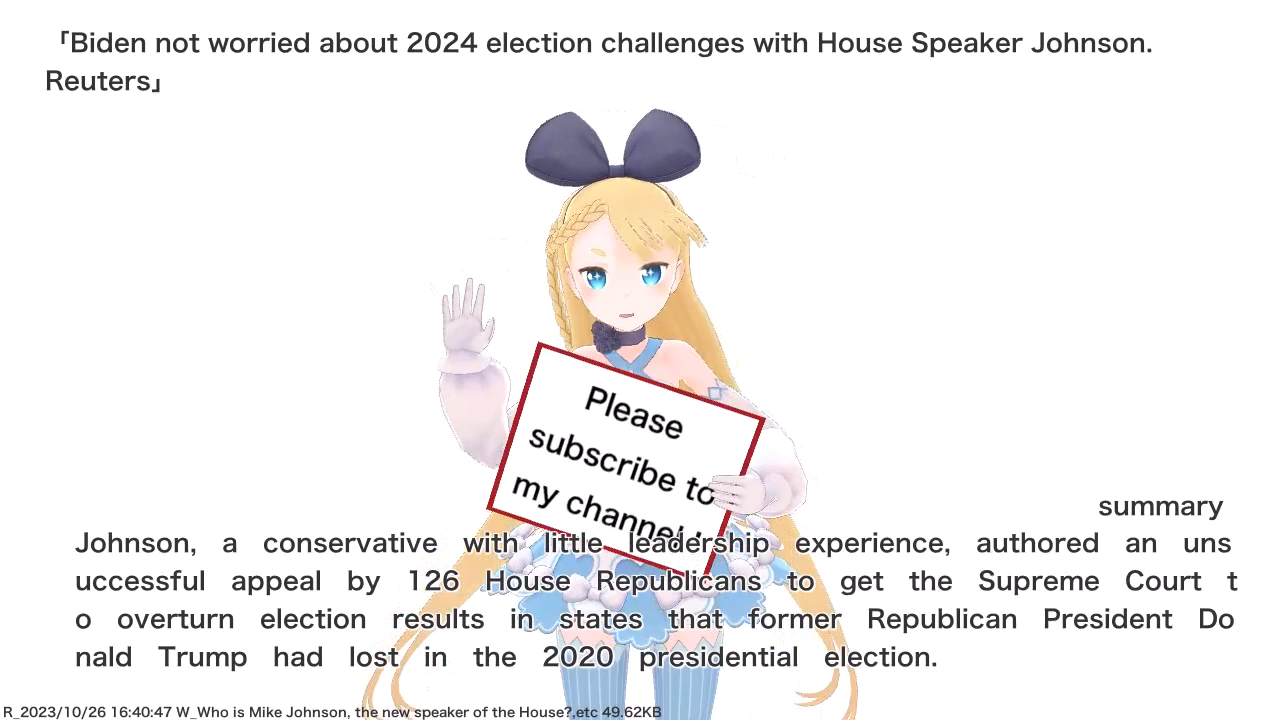 「Biden not worried about 2024 election challenges with House Speaker Johnson.
Reuters」
Please
subscribe to
my channel
summary
Johnson, a conservative with little leadership experience, authored an uns
uccessful appeal by 126 House Republicans to get the Supreme Court t
o overturn election results in states that former Republican President Do
nald Trump had lost in the 2020 presidential election.
R_2023/10/26 16:40:47 W_Who is Mike Johnson, the new speaker of the House?,etc 49.62KB